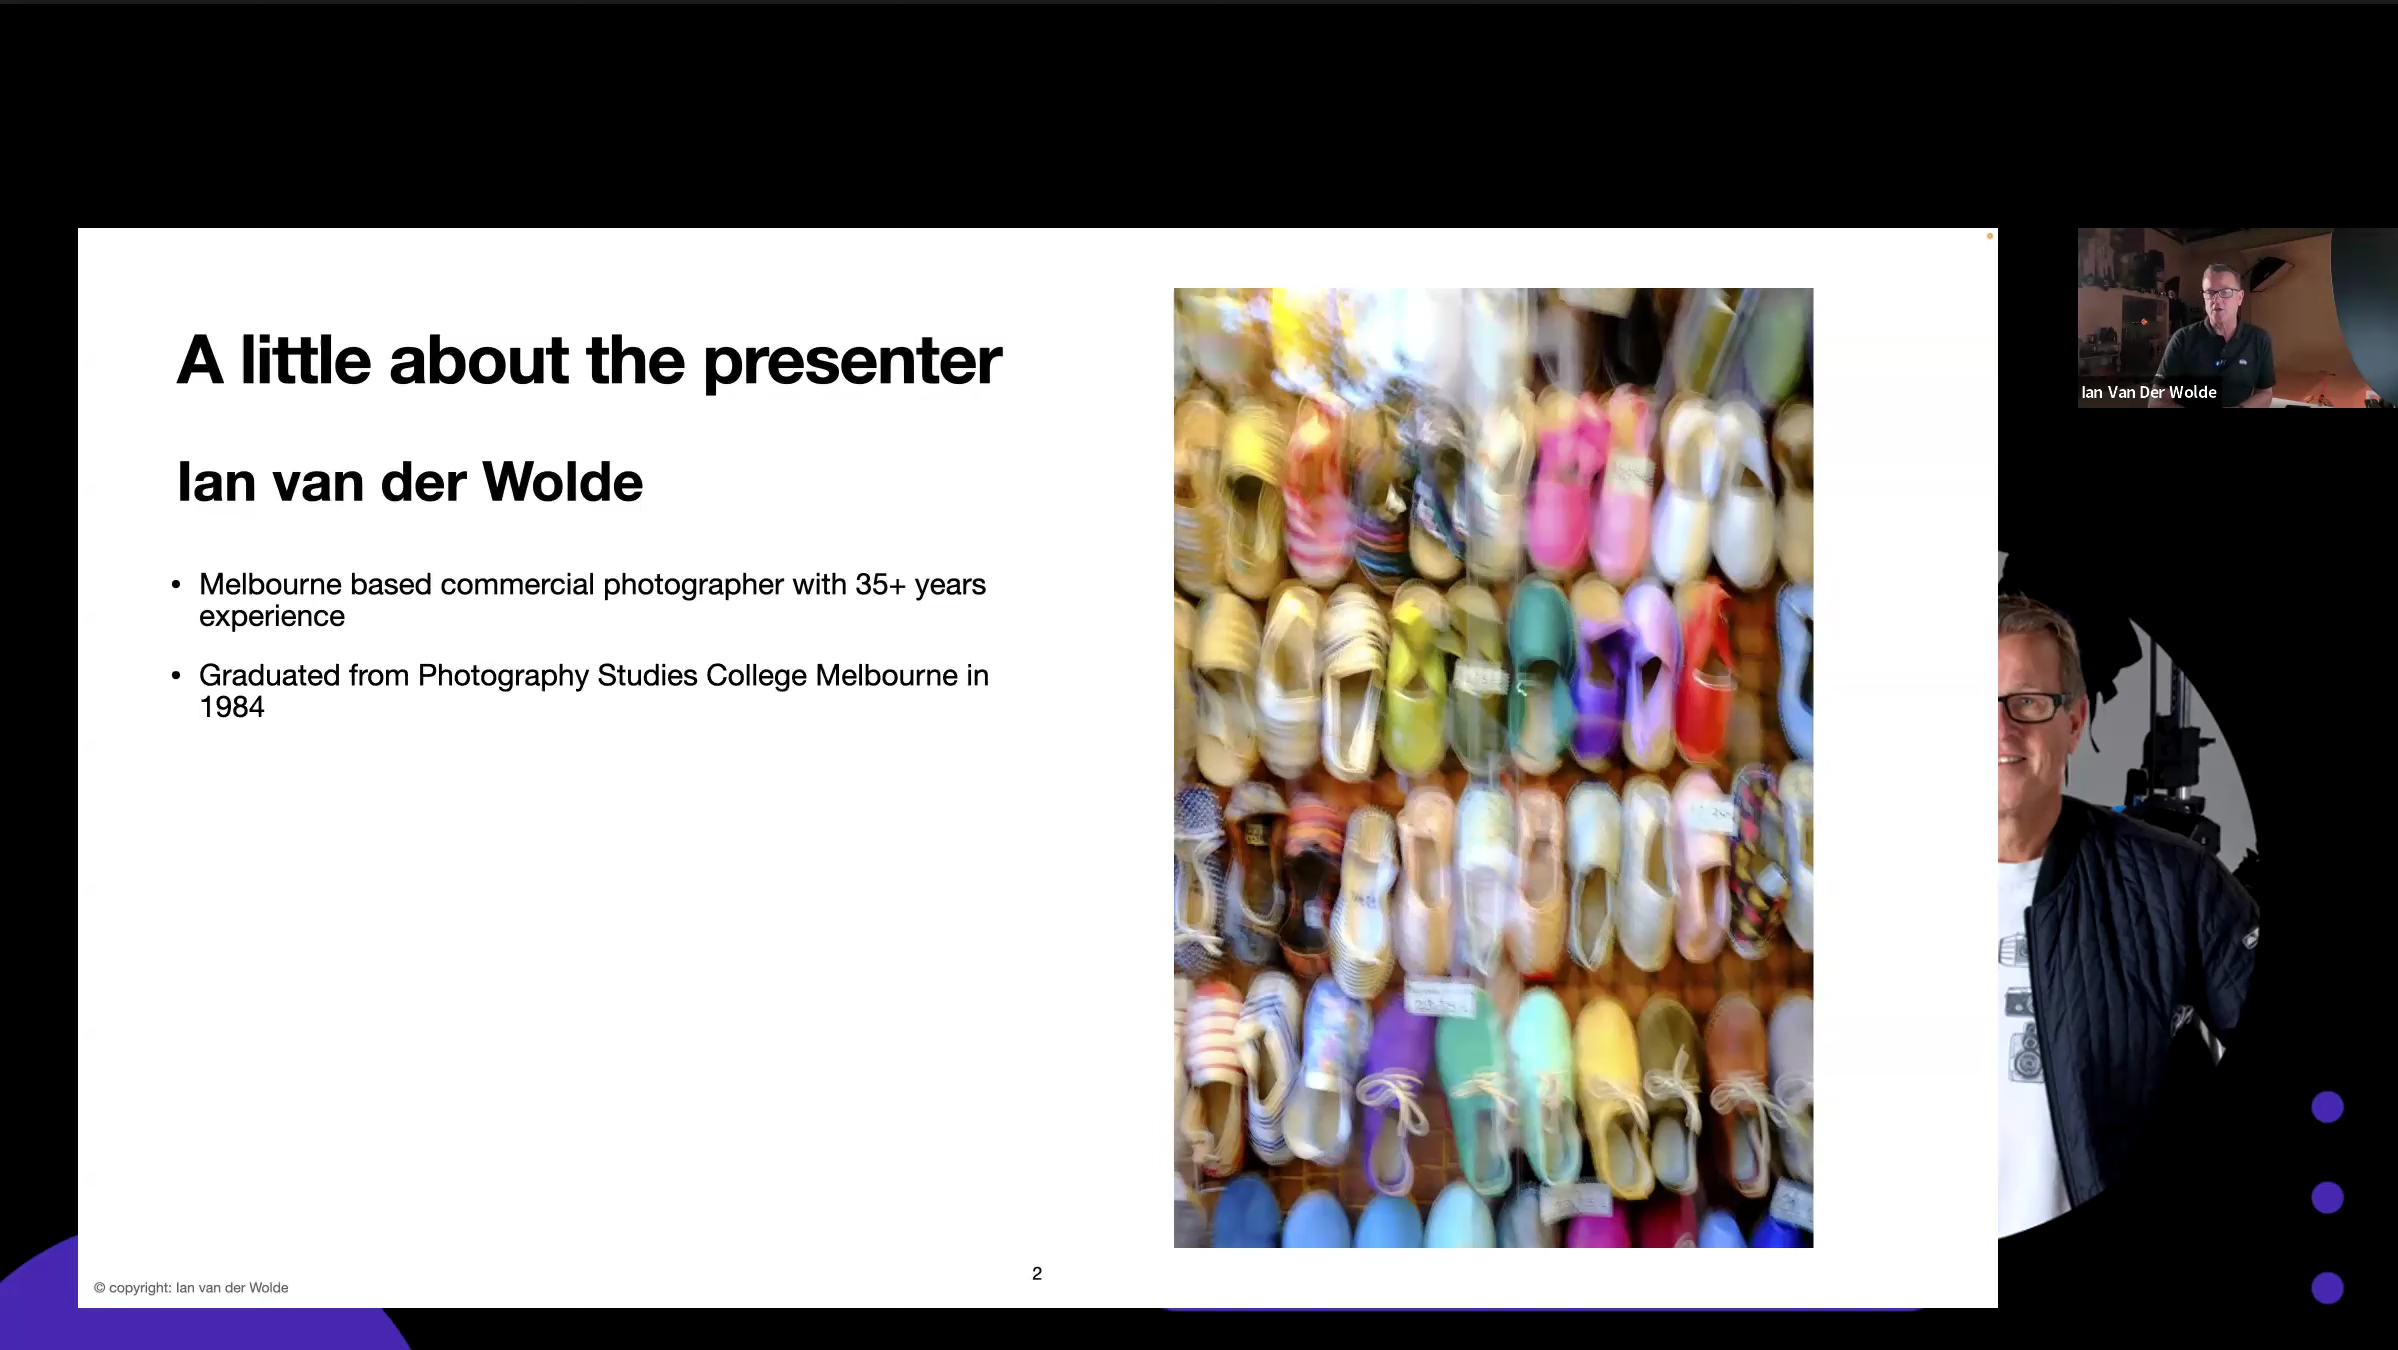 A little about the presenter
Ian van der Wolde
• Melbourne based commercial photographer with 35+ years
experience
• Graduated from Photography Studies College Melbourne in
1984
2
© copyright: Ian van der Wolde
Ian Van Der Wolde